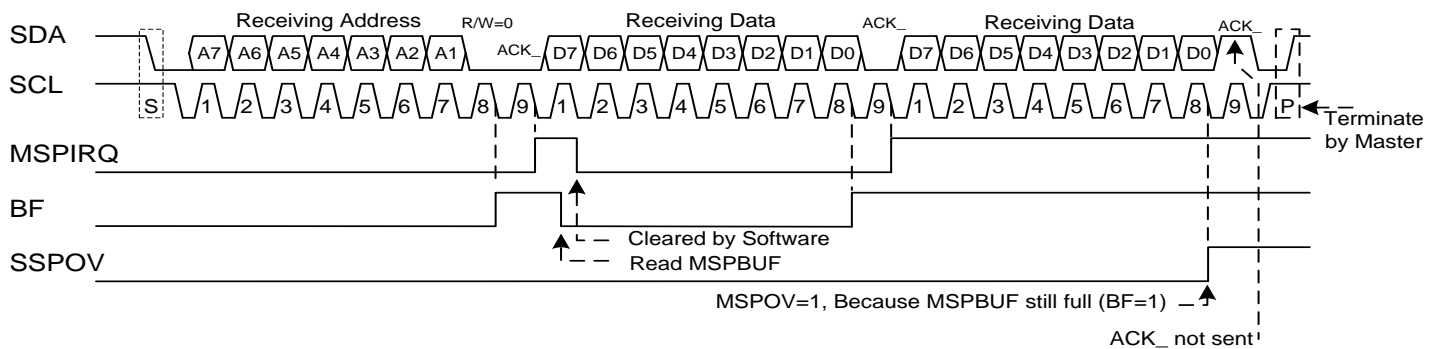 Receiving Address R/W=0 Receiving Data ACK_ Receiving Data ACK_
SDA A7 A6 A5 A4 A3 A2 A1 ACK_ D7 D6 D5 D4 D3 D2 D1 D0 D7 D6 D5 D4 D3 D2 D1 D0
SCL S 1 2 3 4 5 6 7 8 9 1 2 3 4 5 6 7 8 9 1 2 3 4 5 6 7 8 9 P
Terminate
by Master
MSPIRQ
BF
Cleared by Software
Read MSPBUF
SSPOV
MSPOV=1, Because MSPBUF still full (BF=1)
ACK_ not sent